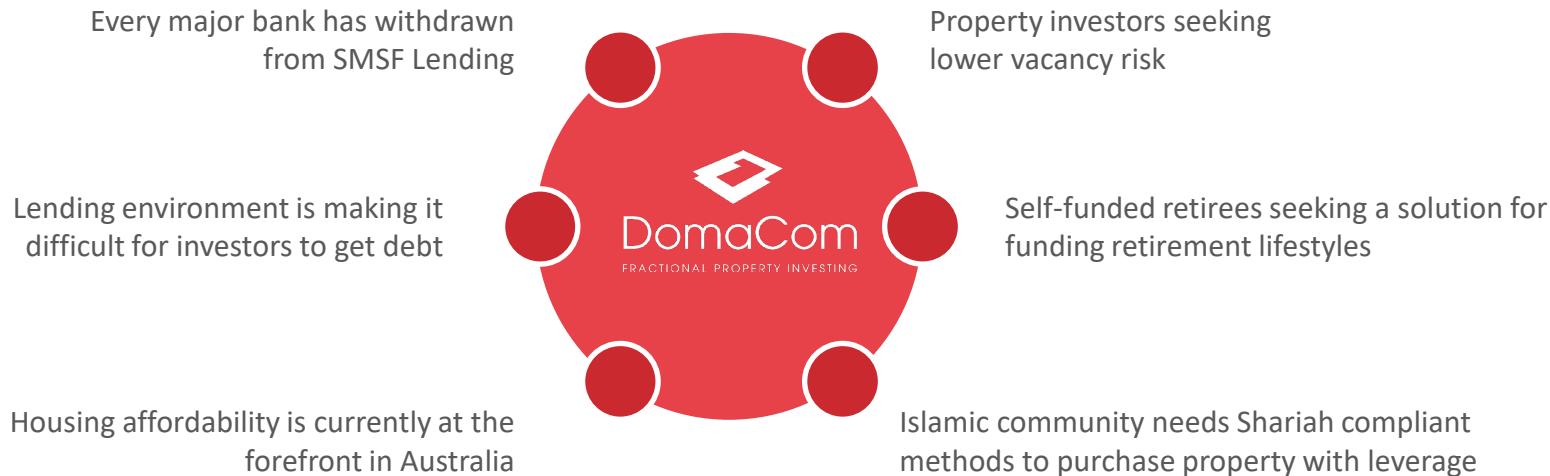 Every major bank has withdrawn
from SMSF Lending
Property investors seeking
lower vacancy risk
Lending environment is making it
difficult for investors to get debt
DomaCom
FRACTIONAL PROPERTY INVESTING
Self-funded retirees seeking a solution for
funding retirement lifestyles
Housing affordability is currently at the
forefront in Australia
Islamic community needs Shariah compliant
methods to purchase property with leverage